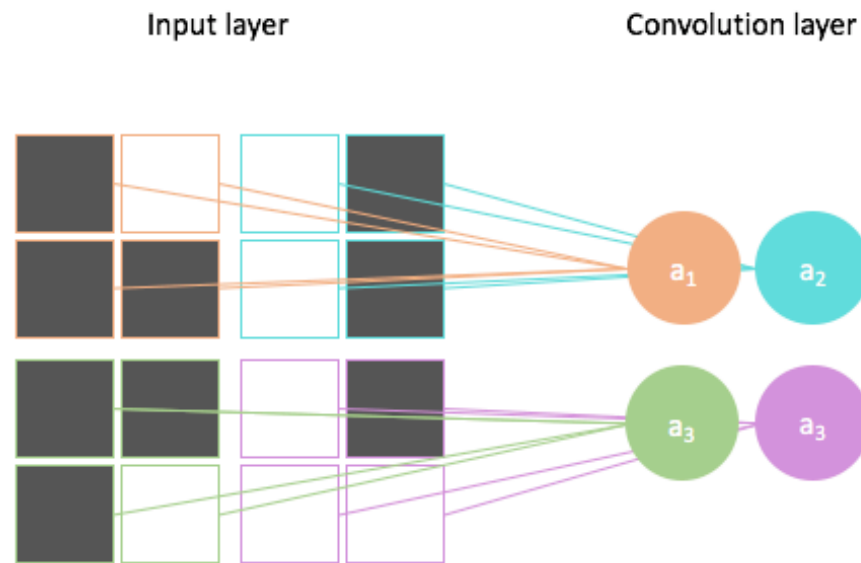 Input layer
Convolution layer
a₁
a₂
a₃
a₃